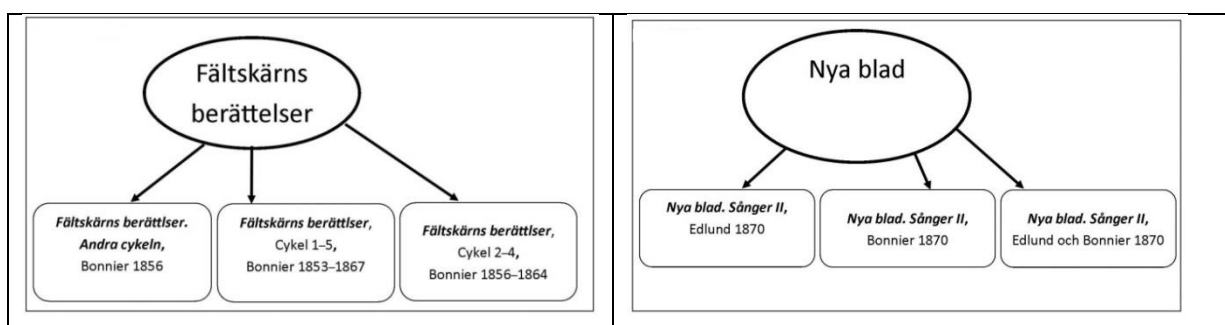 Fältskärns
berättelser
Fältskärns berättlser.
Andra cykeln,
Bonnier 1856
Fältskärns berättlser,
Cykel 1–5,
Bonnier 1853–1867
Fältskärns berättlser,
Cykel 2–4,
Bonnier 1856–1864
Nya blad
Nya blad. Sånger II,
Edlund 1870
Nya blad. Sånger II,
Bonnier 1870
Nya blad. Sånger II,
Edlund och Bonnier 1870